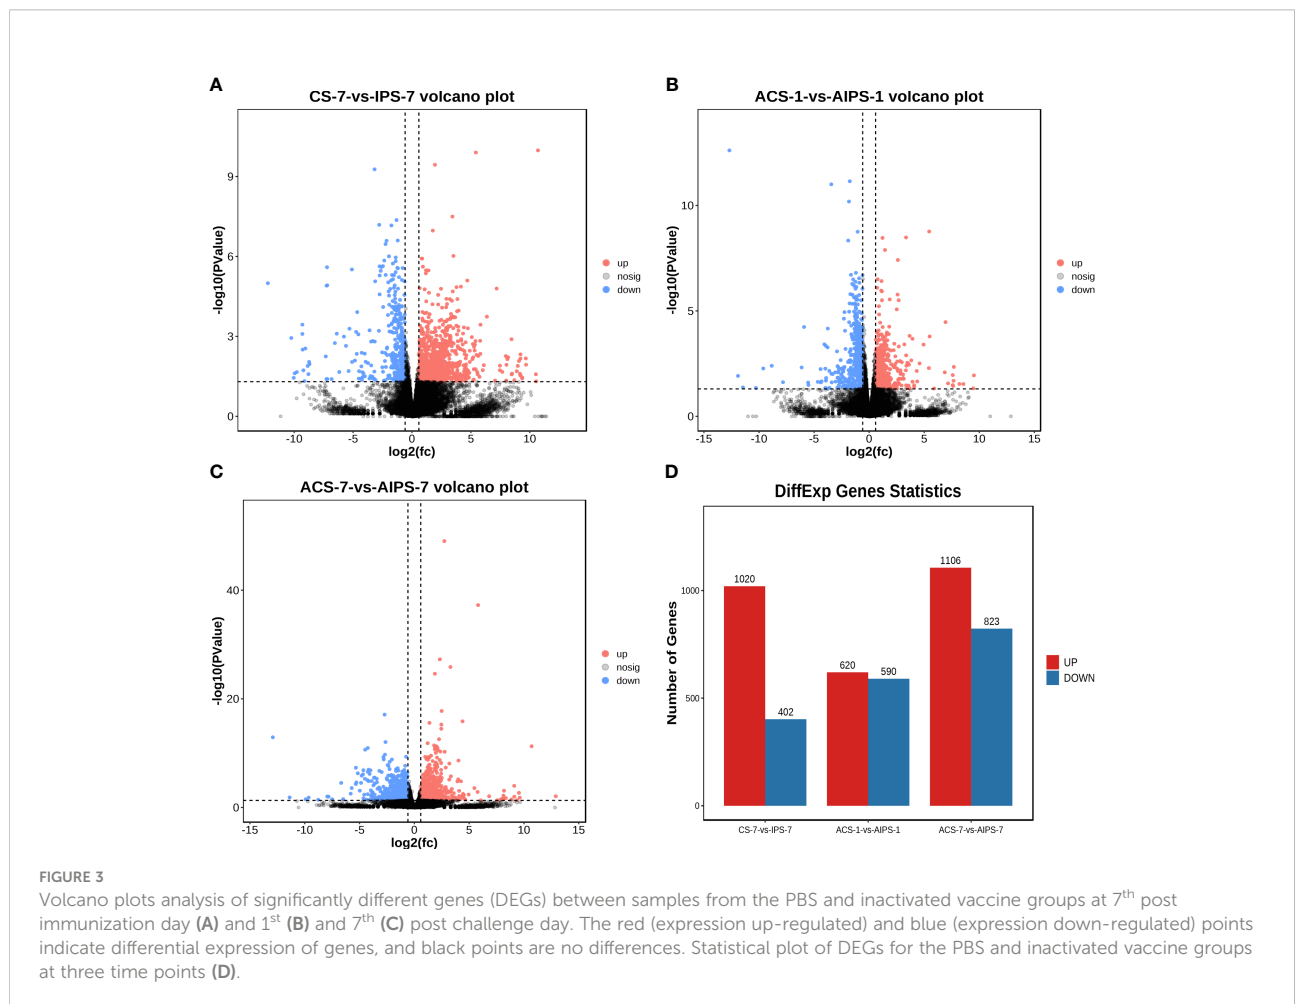 A
CS-7-vs-IPS-7 volcano plot
-log10(PValue)
9
6
3
0
-10
-5
0
5
10
log2(fc)
up
nosig
down
B
ACS-1-vs-AIPS-1 volcano plot
-log10(PValue)
10
5
0
-15
-10
-5
0
5
10
15
log2(fc)
up
nosig
down
C
ACS-7-vs-AIPS-7 volcano plot
-log10(PValue)
40
20
0
-15
-10
-5
0
5
10
15
log2(fc)
up
nosig
down
D
DiffExp Genes Statistics
Number of Genes
1000
500
0
1020
402
620
590
1106
823
CS-7-vs-IPS-7
ACS-1-vs-AIPS-1
ACS-7-vs-AIPS-7
UP
DOWN
FIGURE 3
Volcano plots analysis of significantly different genes (DEGs) between samples from the PBS and inactivated vaccine groups at 7th post
immunization day (A) and 1st (B) and 7th (C) post challenge day. The red (expression up-regulated) and blue (expression down-regulated) points
indicate differential expression of genes, and black points are no differences. Statistical plot of DEGs for the PBS and inactivated vaccine groups
at three time points (D).